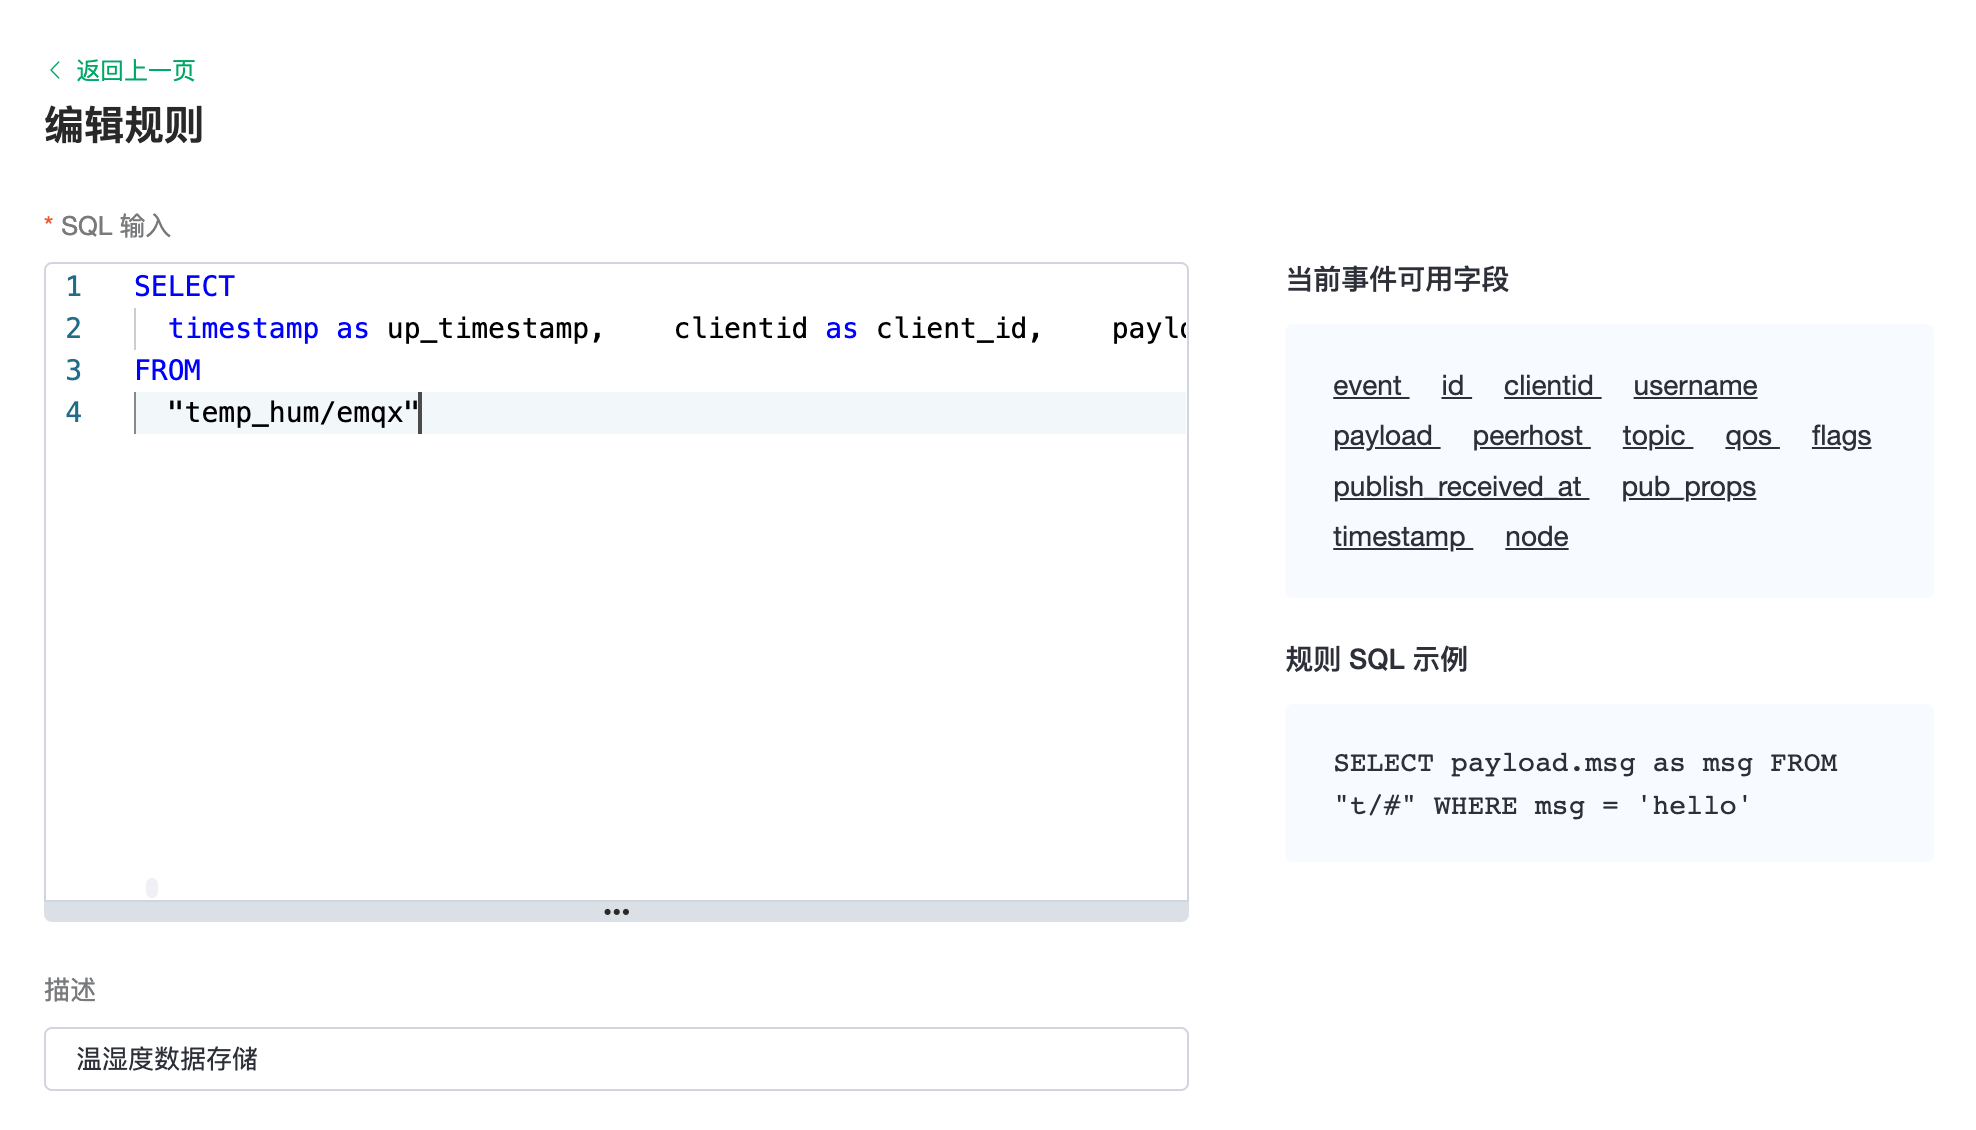 返回上一页
编辑规则
* SQL 输入
1 SELECT
2 timestamp as up_timestamp, clientid as client_id,
3 FROM
4 "temp_hum/emqx"
描述
温湿度数据存储
当前事件可用字段
event id clientid username
payload peerhost topic qos flags
publish_received_at pub_props
timestamp node
规则 SQL 示例
SELECT payload.msg as msg FROM
"t/#" WHERE msg = 'hello'